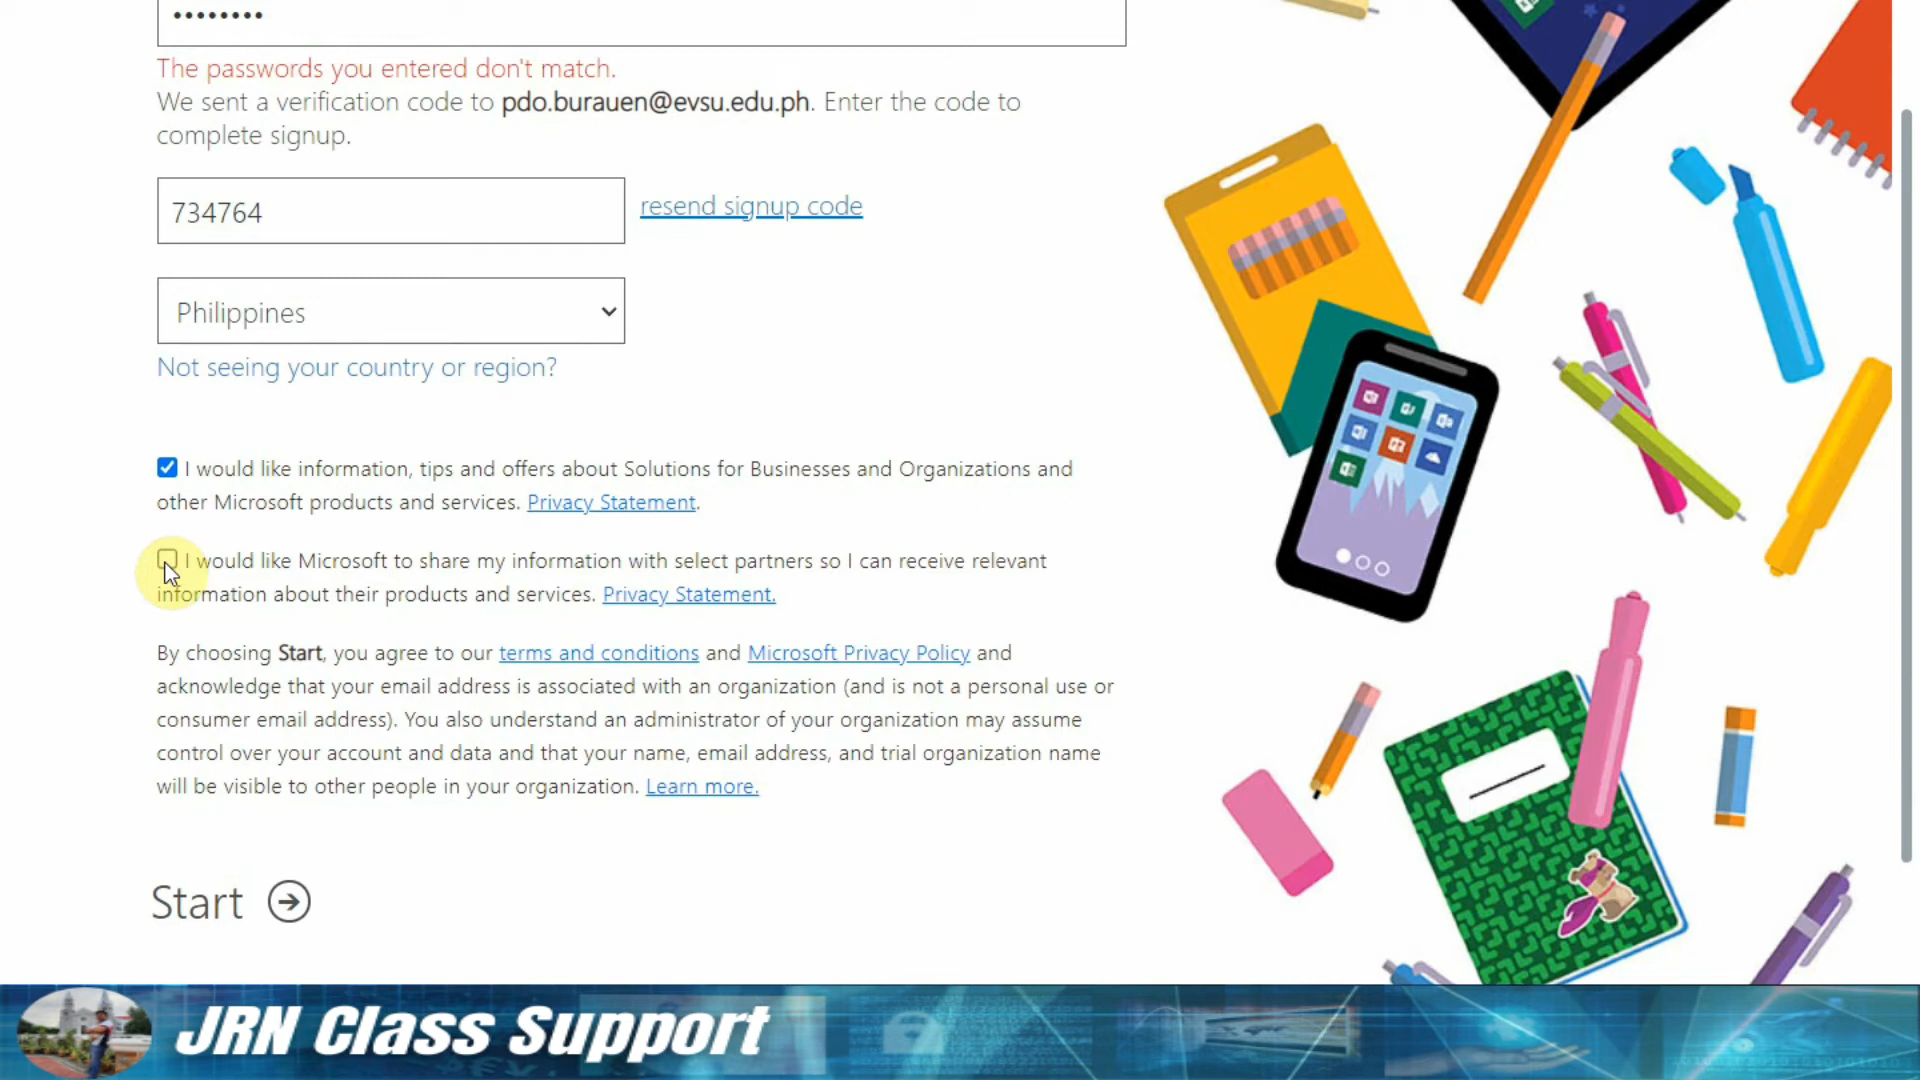 ••••••••
The passwords you entered don't match.
We sent a verification code to pdo.burauen@evsu.edu.ph. Enter the code to
complete signup.
734764 resend signup code
Philippines
Not seeing your country or region?
I would like information, tips and offers about Solutions for Businesses and Organizations and
other Microsoft products and services. Privacy Statement.
I would like Microsoft to share my information with select partners so I can receive relevant
information about their products and services. Privacy Statement.
By choosing Start, you agree to our terms and conditions and Microsoft Privacy Policy and
acknowledge that your email address is associated with an organization (and is not a personal use or
consumer email address). You also understand an administrator of your organization may assume
control over your account and data and that your name, email address, and trial organization name
will be visible to other people in your organization. Learn more.
Start
JRN Class Support